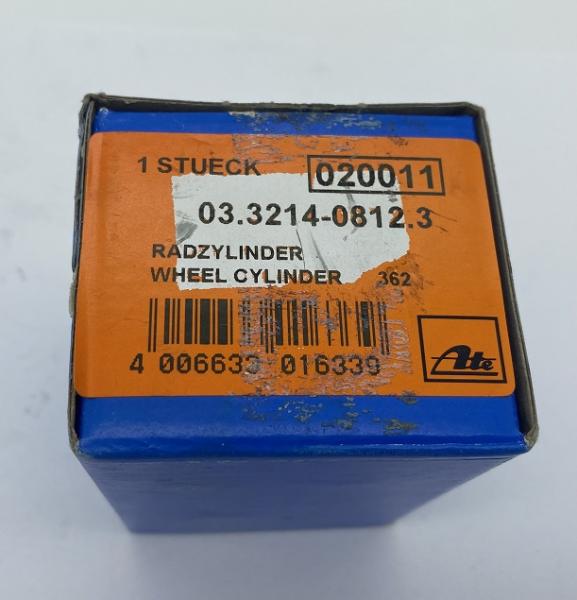 1 STUECK 020011
03.3214-0812.3
RADZYLINDER
WHEEL CYLINDER 362
4 006633 016339
Ate